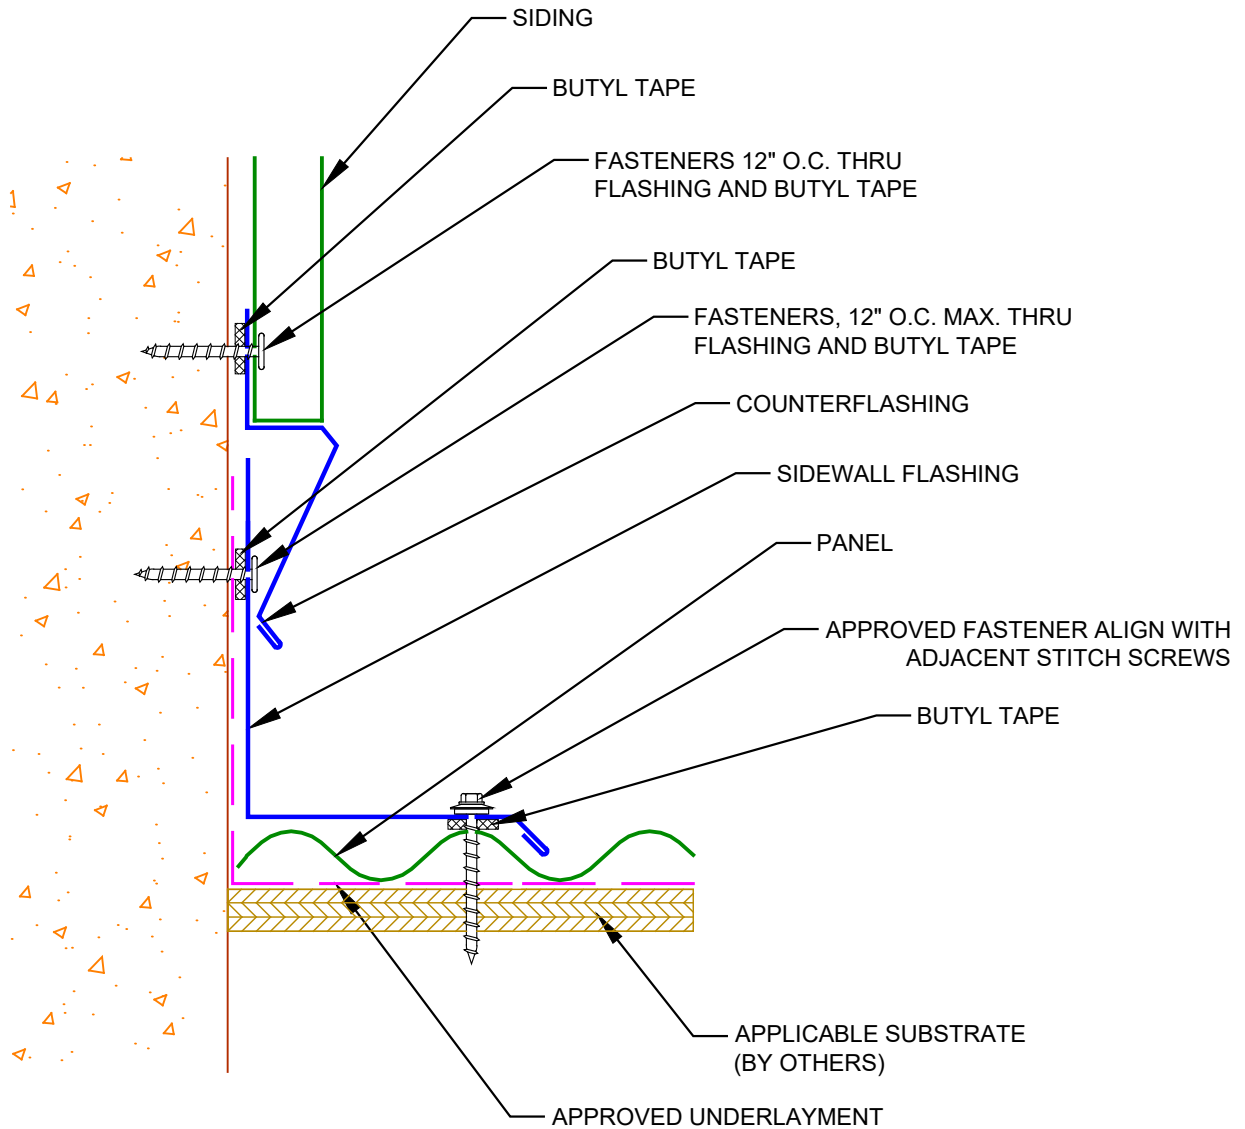 SIDING
BUTYL TAPE
FASTENERS 12" O.C. THRU
FLASHING AND BUTYL TAPE
BUTYL TAPE
FASTENERS, 12" O.C. MAX. THRU
FLASHING AND BUTYL TAPE
COUNTERFLASHING
SIDEWALL FLASHING
PANEL
APPROVED FASTENER ALIGN WITH
ADJACENT STITCH SCREWS
BUTYL TAPE
APPLICABLE SUBSTRATE
(BY OTHERS)
APPROVED UNDERLAYMENT